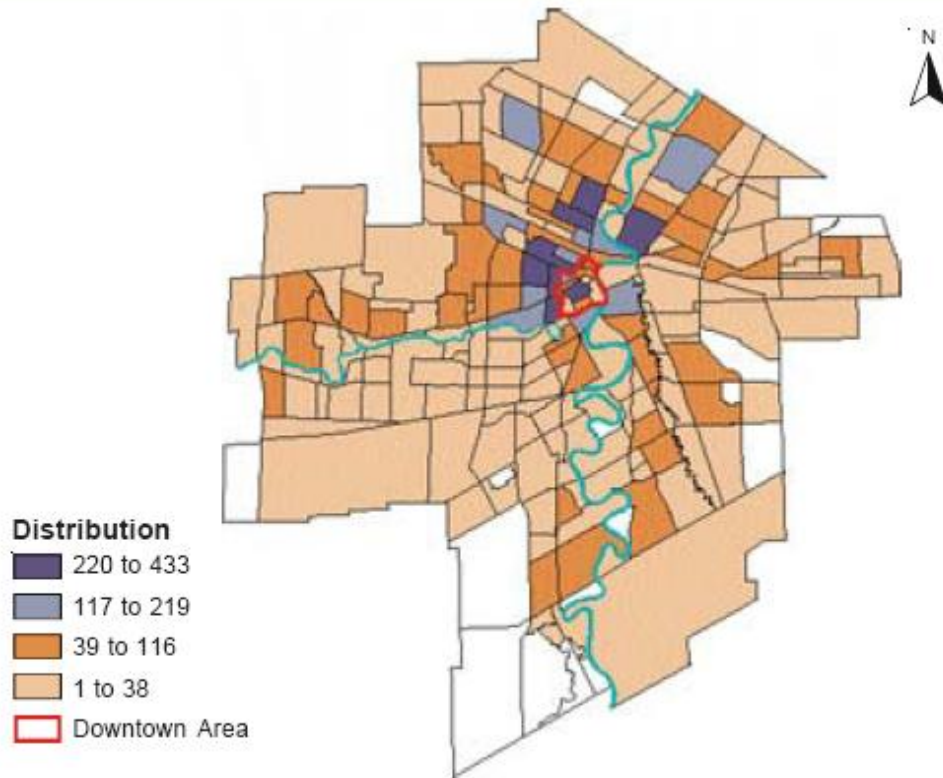 N
Distribution
220 to 433
117 to 219
39 to 116
1 to 38
Downtown Area